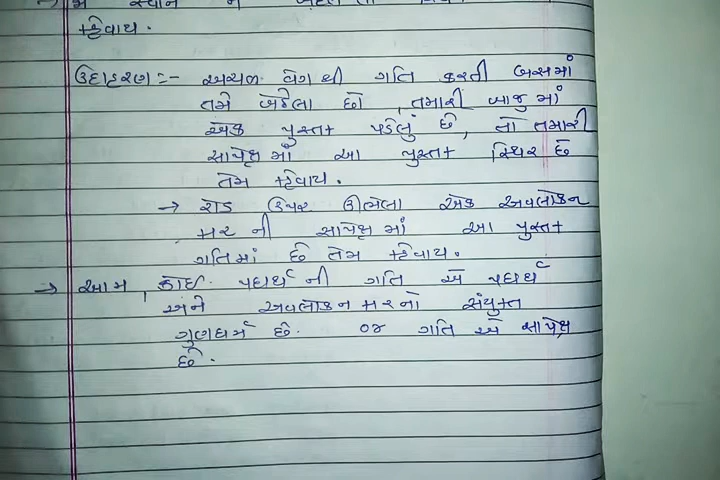 સ્થાન ન
કહેવાય.
ઉદાહરણ :- અચળ વેગથી ગતિ કરતી બસમાં
તમે બેઠેલા છો, તમારી બાજુમાં
એક પુસ્તક પડેલું છે, તો તમારી
સાપેક્ષમાં આ પુસ્તક સ્થિર છે
તેમ કહેવાય.
→ રોડ ઉપર ઊભેલા એક અવલોકન
કારની સાપેક્ષમાં આ પુસ્તક
ગતિમાં છે તેમ કહેવાય.
→ આમ, કોઈ પદાર્થની ગતિ એ પદાર્થ
અને અવલોકનકારનો સંયુક્ત
ગુણધર્મ છે. ૦૪ ગતિ એ સાપેક્ષ
છે.